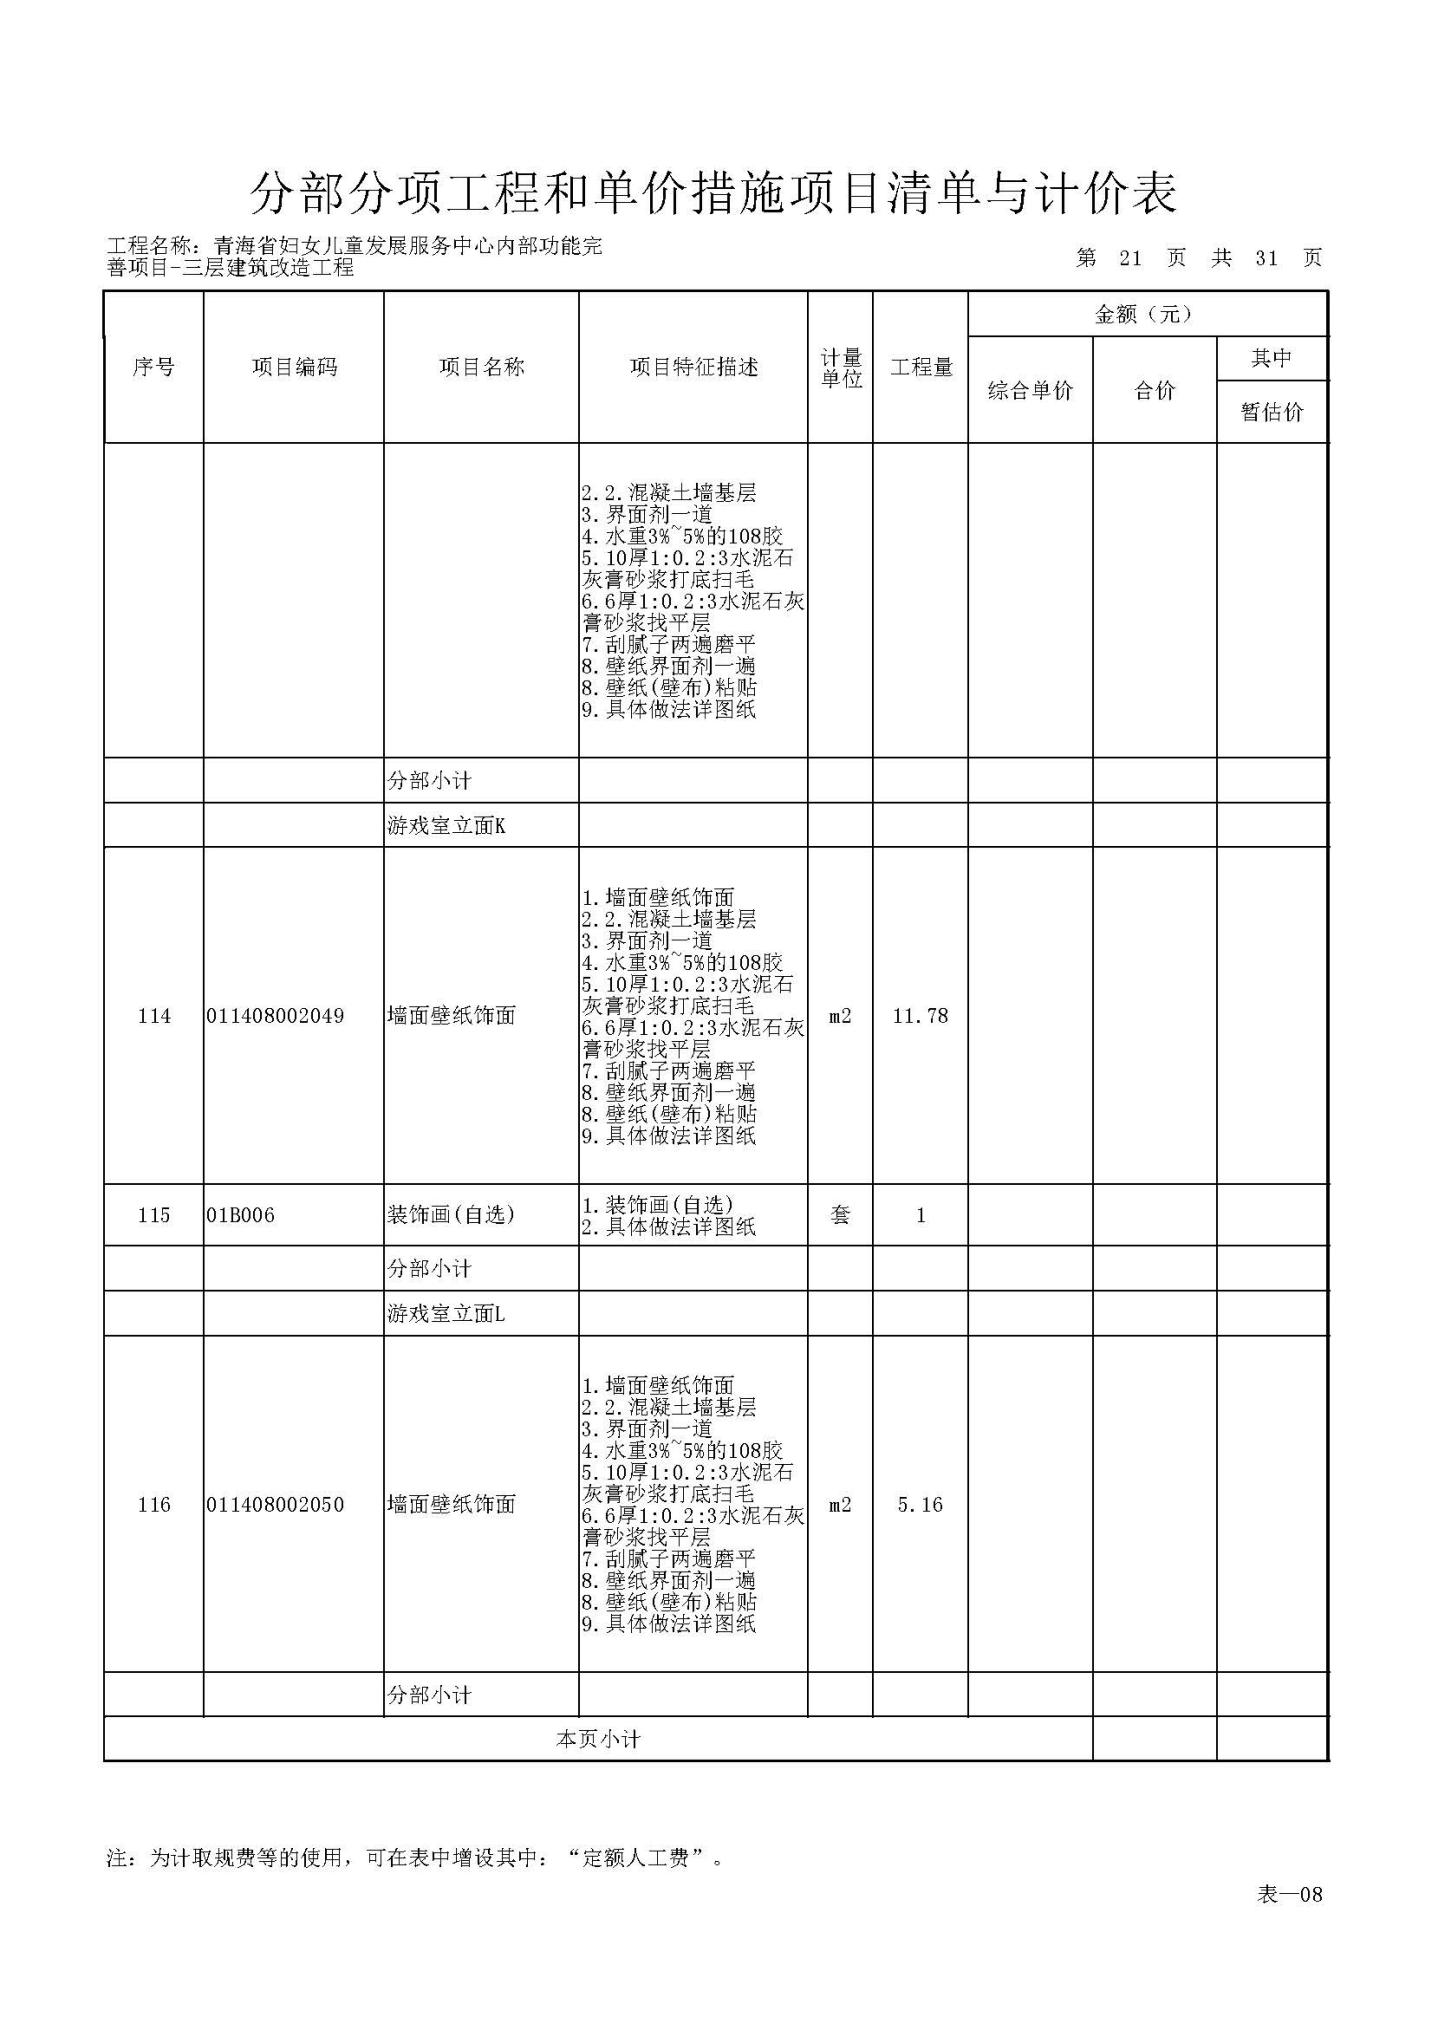 分部分项工程和单价措施项目清单与计价表
工程名称：青海省妇女儿童发展服务中心内部功能完
善项目-三层建筑改造工程
第 21 页 共 31 页
序号
项目编码
项目名称
项目特征描述
计量
单位
工程量
金额（元）
综合单价
合价
其中
暂估价
2.2.混凝土墙基层
3.界面剂一道
4.水重3%~5%的108胶
5.10厚1:0.2:3水泥石
灰膏砂浆打底扫毛
6.6厚1:0.2:3水泥石灰
膏砂浆找平层
7.刮腻子两遍磨平
8.壁纸界面剂一遍
8.壁纸(壁布)粘贴
9.具体做法详图纸
分部小计
游戏室立面K
114
011408002049
墙面壁纸饰面
1.墙面壁纸饰面
2.2.混凝土墙基层
3.界面剂一道
4.水重3%~5%的108胶
5.10厚1:0.2:3水泥石
灰膏砂浆打底扫毛
6.6厚1:0.2:3水泥石灰
膏砂浆找平层
7.刮腻子两遍磨平
8.壁纸界面剂一遍
8.壁纸(壁布)粘贴
9.具体做法详图纸
m2
11.78
115
01B006
装饰画(自选)
1.装饰画(自选)
2.具体做法详图纸
套
1
分部小计
游戏室立面L
116
011408002050
墙面壁纸饰面
1.墙面壁纸饰面
2.2.混凝土墙基层
3.界面剂一道
4.水重3%~5%的108胶
5.10厚1:0.2:3水泥石
灰膏砂浆打底扫毛
6.6厚1:0.2:3水泥石灰
膏砂浆找平层
7.刮腻子两遍磨平
8.壁纸界面剂一遍
8.壁纸(壁布)粘贴
9.具体做法详图纸
m2
5.16
分部小计
本页小计
注：为计取规费等的使用，可在表中增设其中：“定额人工费”。
表—08